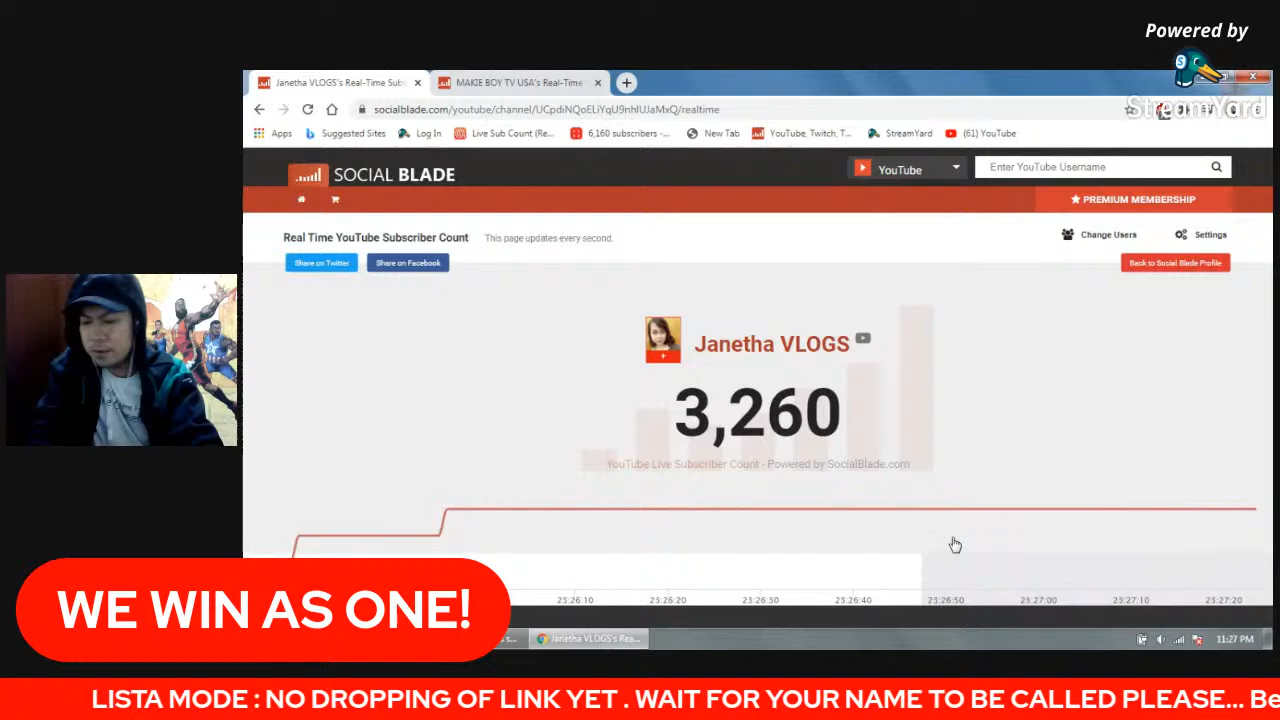 Powered by
StreamYard
Janetha VLOGS's Real-Time Sub
MAKIE BOY TV USA's Real-Time
socialblade.com/youtube/channel/UCpdiNQoELiYqU9nhlUJaMxQ/realtime
Apps Suggested Sites Log In Live Sub Count (Re... 6,160 subscribers -... New Tab YouTube, Twitch, T... StreamYard (61) YouTube
SOCIAL BLADE
YouTube
Enter YouTube Username
PREMIUM MEMBERSHIP
Real Time YouTube Subscriber Count This page updates every second.
Change Users Settings
Share on Twitter Share on Facebook
Back to Social Blade Profile
Janetha VLOGS
3,260
YouTube Live Subscriber Count - Powered by SocialBlade.com
23:26:10 23:26:20 23:26:30 23:26:40 23:26:50 23:27:00 23:27:10 23:27:20
Janetha VLOGS's Rea...
11:27 PM
WE WIN AS ONE!
LISTA MODE : NO DROPPING OF LINK YET . WAIT FOR YOUR NAME TO BE CALLED PLEASE... Be